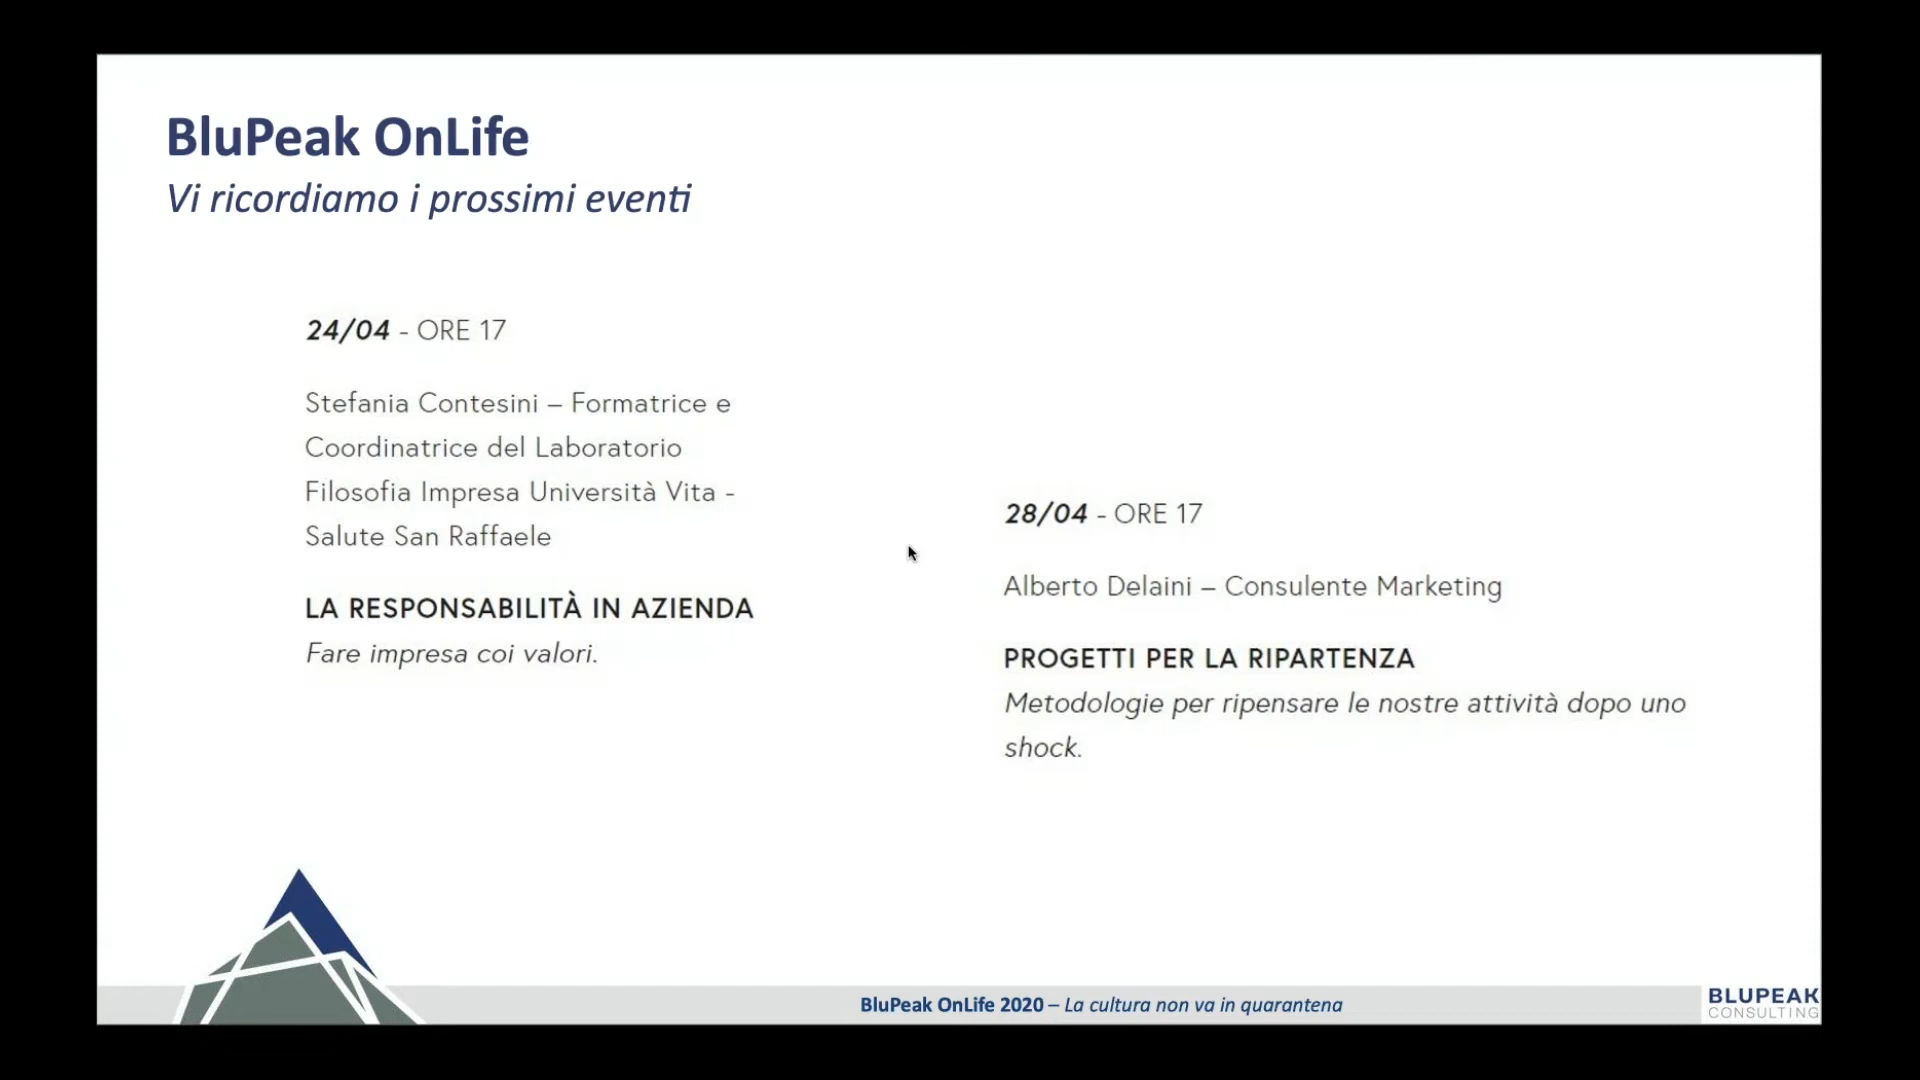 BluPeak OnLife
Vi ricordiamo i prossimi eventi
24/04 - ORE 17
Stefania Contesini – Formatrice e
Coordinatrice del Laboratorio
Filosofia Impresa Università Vita -
Salute San Raffaele
LA RESPONSABILITÀ IN AZIENDA
Fare impresa coi valori.
28/04 - ORE 17
Alberto Delaini – Consulente Marketing
PROGETTI PER LA RIPARTENZA
Metodologie per ripensare le nostre attività dopo uno
shock.
BluPeak OnLife 2020 – La cultura non va in quarantena
BLUPEAK
CONSULTING